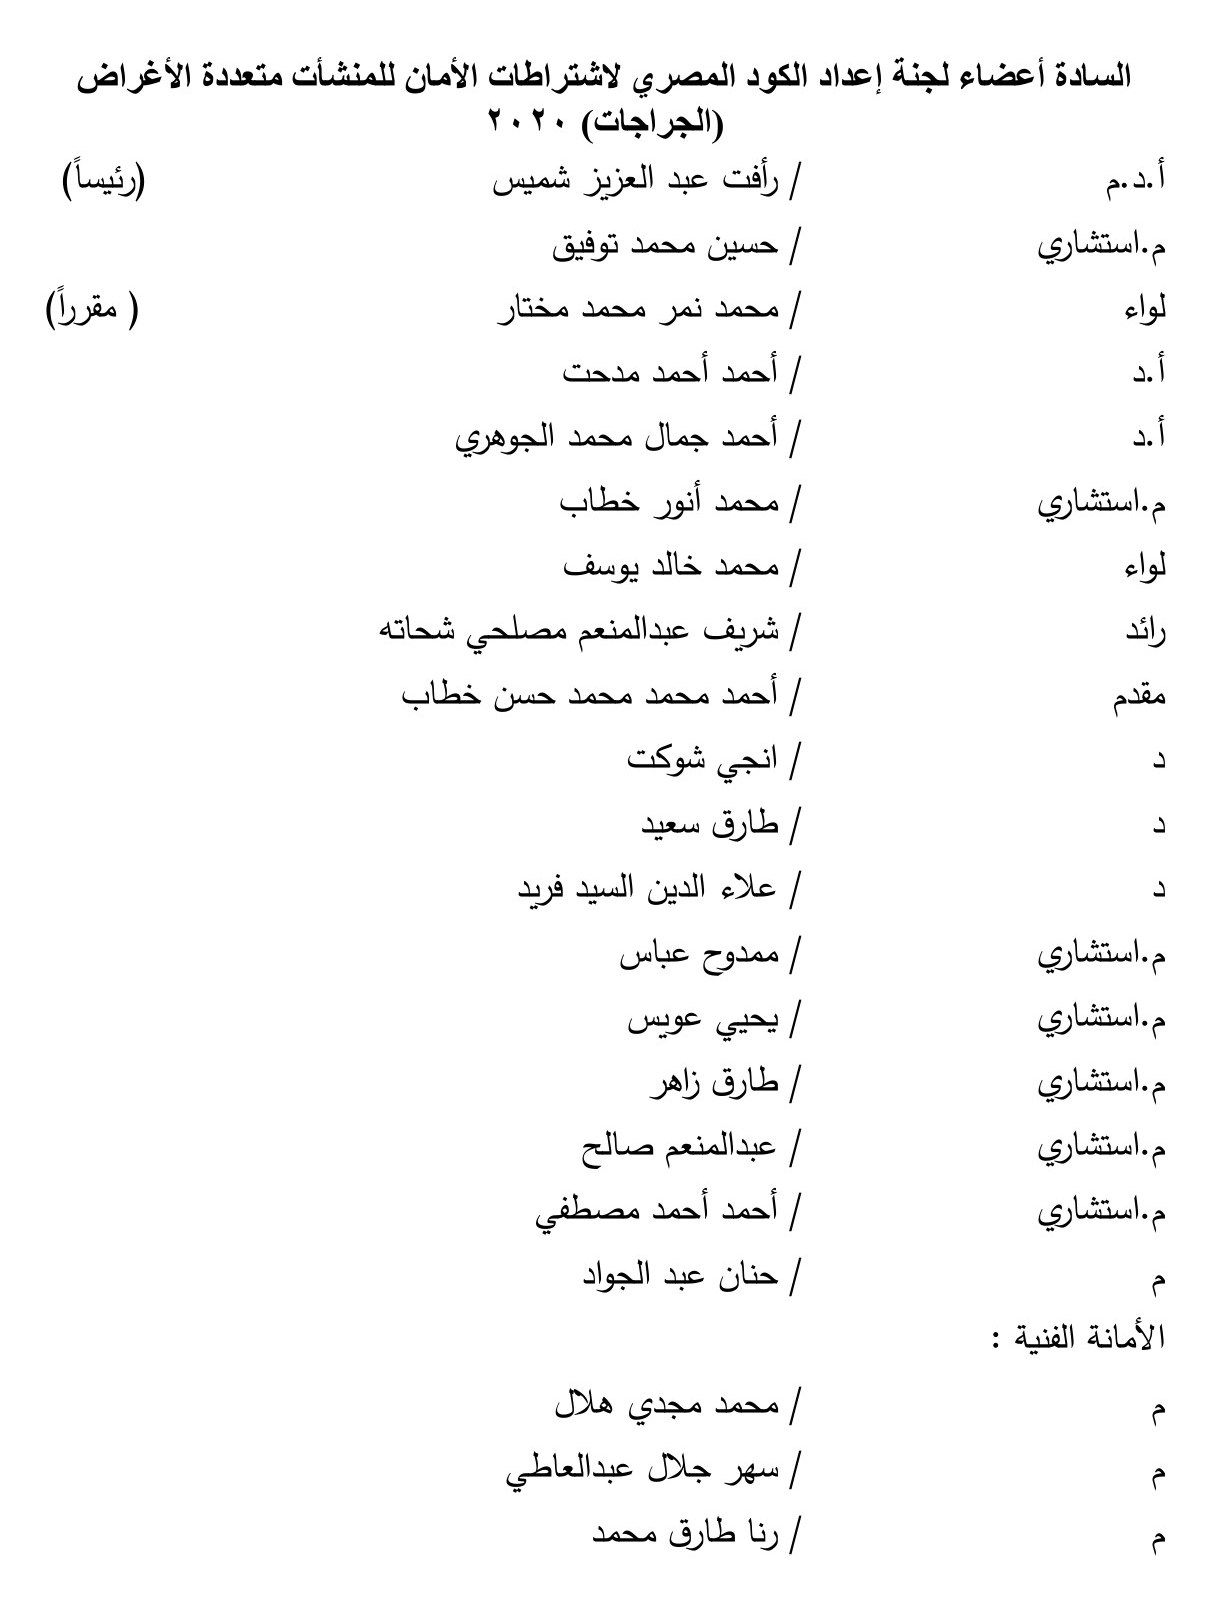 السادة أعضاء لجنة إعداد الكود المصري لاشتراطات الأمان للمنشأت متعددة الأغراض
(الجراجات) ٢٠٢٠
أ.د.م / رأفت عبد العزيز شميس (رئيساً)
م.استشاري / حسين محمد توفيق
لواء / محمد نمر محمد مختار ( مقرراً)
أ.د / أحمد أحمد مدحت
أ.د / أحمد جمال محمد الجوهري
م.استشاري / محمد أنور خطاب
لواء / محمد خالد يوسف
رائد / شريف عبدالمنعم مصلحي شحاته
مقدم / أحمد محمد محمد حسن خطاب
د / انجي شوكت
د / طارق سعيد
د / علاء الدين السيد فريد
م.استشاري / ممدوح عباس
م.استشاري / يحيي عويس
م.استشاري / طارق زاهر
م.استشاري / عبدالمنعم صالح
م.استشاري / أحمد أحمد مصطفي
م / حنان عبد الجواد
الأمانة الفنية :
م / محمد مجدي هلال
م / سهر جلال عبدالعاطي
م / رنا طارق محمد